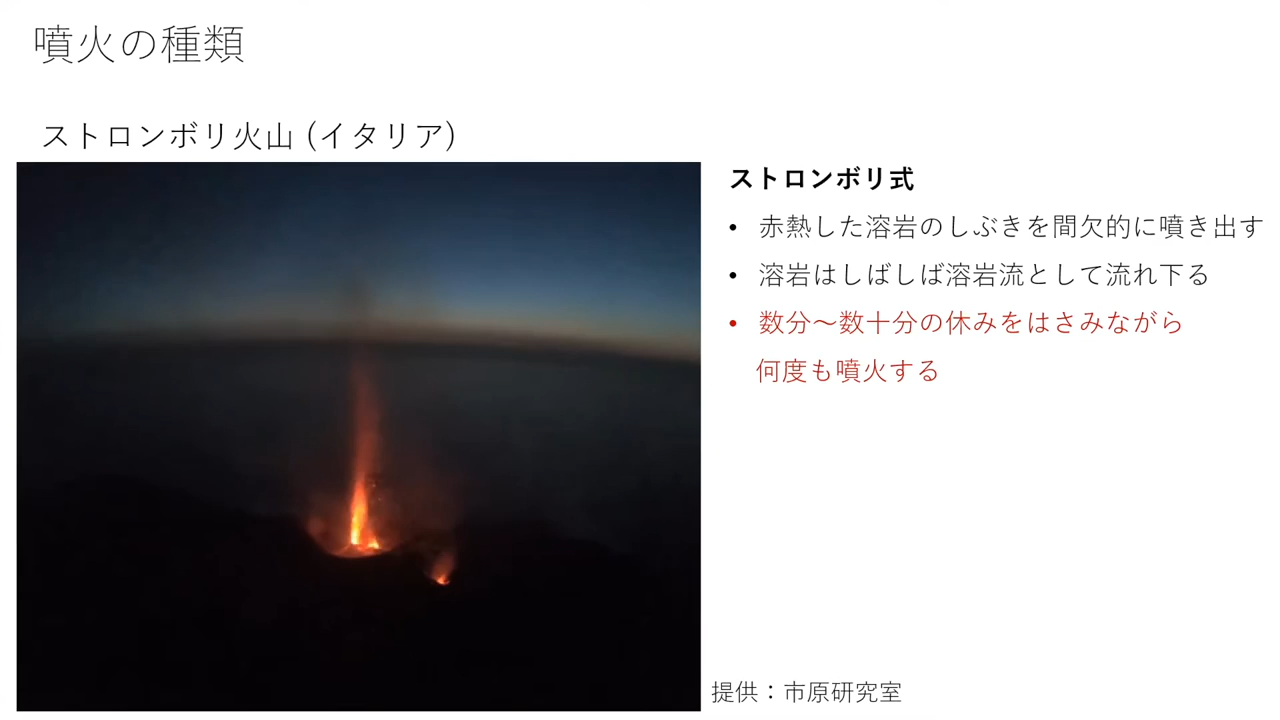 噴火の種類
ストロンボリ火山 (イタリア)
ストロンボリ式
• 赤熱した溶岩のしぶきを間欠的に噴き出す
• 溶岩はしばしば溶岩流として流れ下る
• 数分～数十分の休みをはさみながら
何度も噴火する
提供：市原研究室